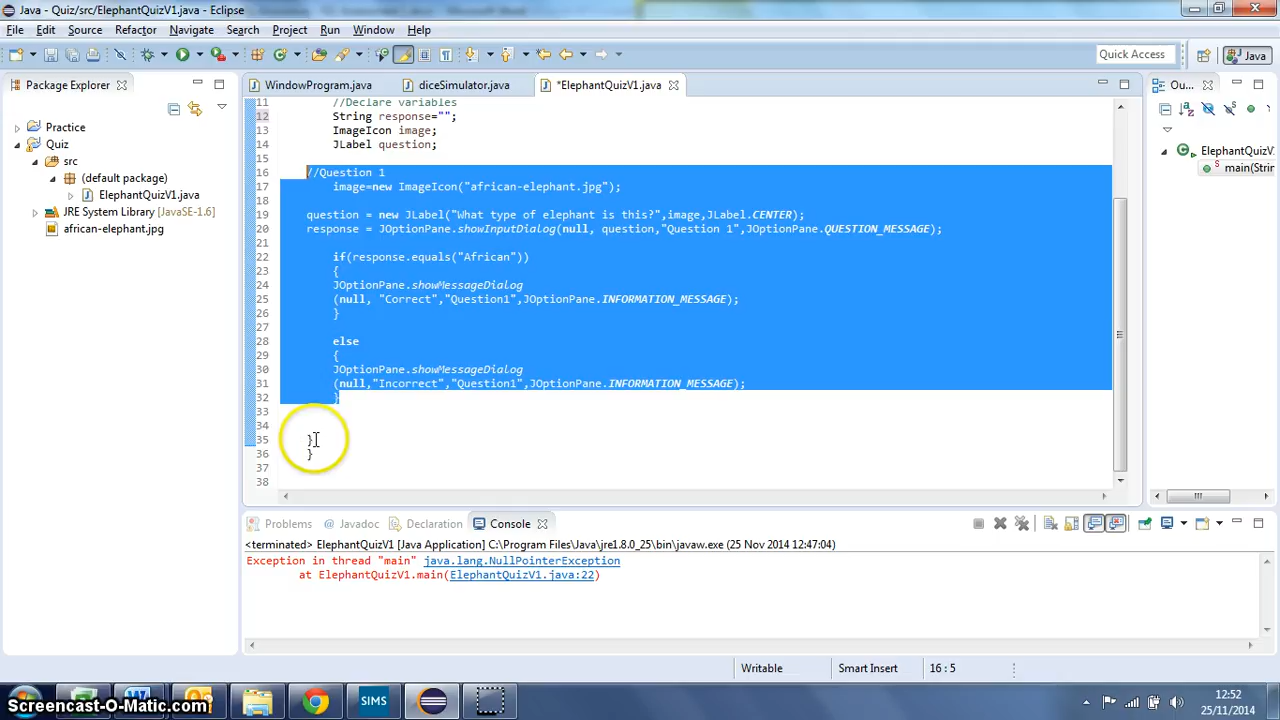 Java - Quiz/src/ElephantQuizV1.java - Eclipse
File Edit Source Refactor Navigate Search Project Run Window Help
Quick Access
Java
Package Explorer
WindowProgram.java
diceSimulator.java
*ElephantQuizV1.java
Ou...
Practice
Quiz
src
(default package)
ElephantQuizV1.java
JRE System Library [JavaSE-1.6]
african-elephant.jpg
ElephantQuizV
main(Strin
11 //Declare variables
12 String response="";
13 ImageIcon image;
14 JLabel question;
15
16 //Question 1
17 image=new ImageIcon("african-elephant.jpg");
18
19 question = new JLabel("What type of elephant is this?",image,JLabel.CENTER);
20 response = JOptionPane.showInputDialog(null, question,"Question 1",JOptionPane.QUESTION_MESSAGE);
21
22 if(response.equals("African"))
23 {
24 JOptionPane.showMessageDialog
25 (null, "Correct","Question1",JOptionPane.INFORMATION_MESSAGE);
26 }
27
28 else
29 {
30 JOptionPane.showMessageDialog
31 (null,"Incorrect","Question1",JOptionPane.INFORMATION_MESSAGE);
32 }
33
34
35 }
36 }
37
38
Problems Javadoc Declaration Console
<terminated> ElephantQuizV1 [Java Application] C:\Program Files\Java\jre1.8.0_25\bin\javaw.exe (25 Nov 2014 12:47:04)
Exception in thread "main" java.lang.NullPointerException
at ElephantQuizV1.main(ElephantQuizV1.java:22)
Writable
Smart Insert
16 : 5
SIMS
12:52
25/11/2014
Screencast-O-Matic.com